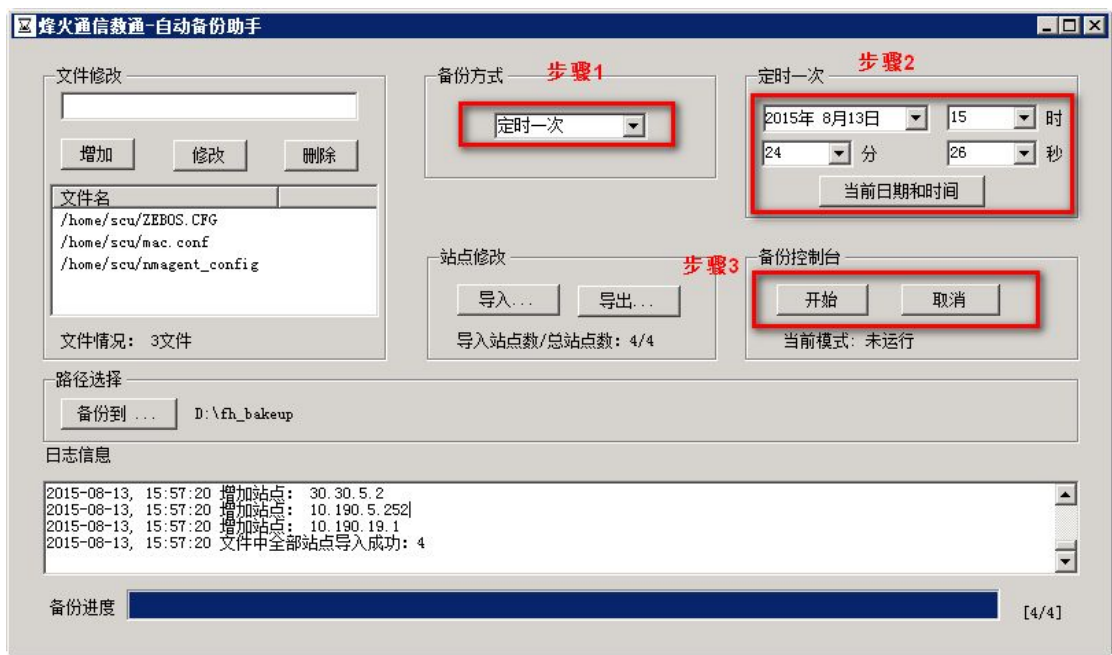 烽火通信数通-自动备份助手
文件修改
增加 修改 删除
文件名
/home/scu/ZEBOS.CFG
/home/scu/mac.conf
/home/scu/nmagent_config
文件情况： 3文件
备份方式 步骤1
定时一次
定时一次 步骤2
2015年 8月13日 15 时
24 分 26 秒
当前日期和时间
站点修改
导入... 导出...
导入站点数/总站点数：4/4
步骤3 备份控制台
开始 取消
当前模式: 未运行
路径选择
备份到 ... D:\fh_bakeup
日志信息
2015-08-13, 15:57:20 增加站点： 30.30.5.2
2015-08-13, 15:57:20 增加站点： 10.190.5.252
2015-08-13, 15:57:20 增加站点： 10.190.19.1
2015-08-13, 15:57:20 文件中全部站点导入成功：4
备份进度 [4/4]